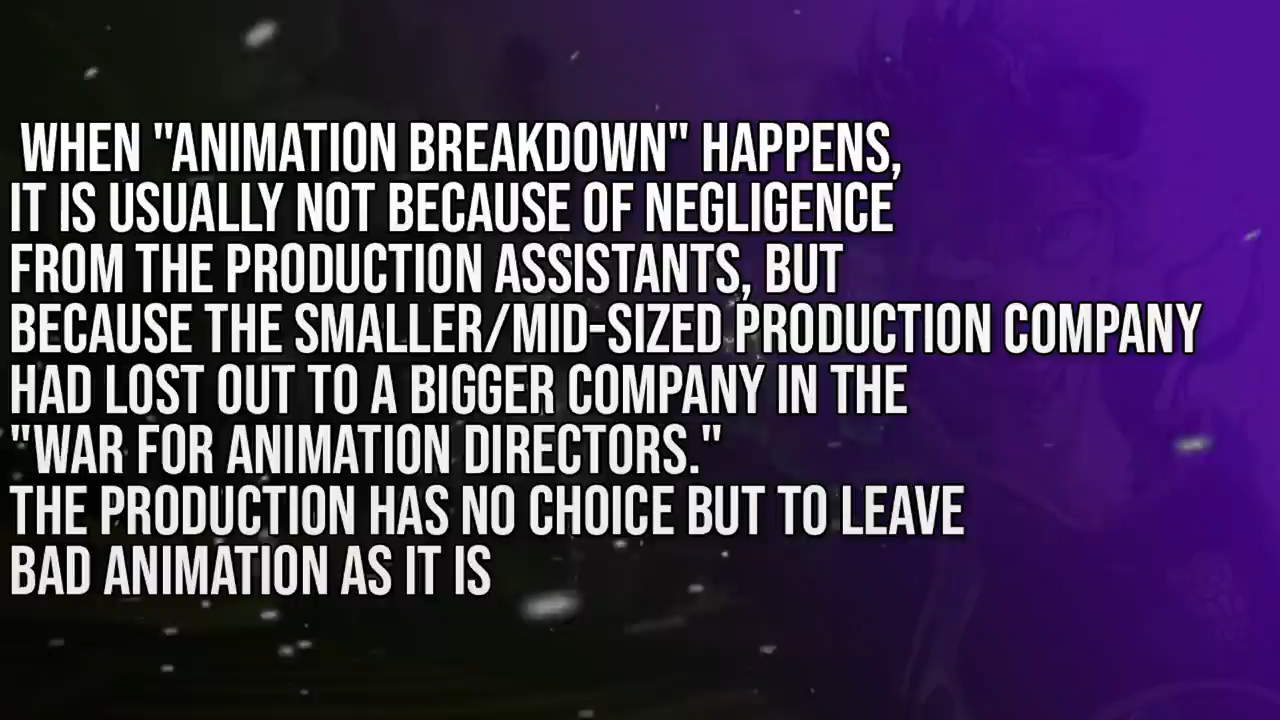 WHEN "ANIMATION BREAKDOWN" HAPPENS,
IT IS USUALLY NOT BECAUSE OF NEGLIGENCE
FROM THE PRODUCTION ASSISTANTS, BUT
BECAUSE THE SMALLER/MID-SIZED PRODUCTION COMPANY
HAD LOST OUT TO A BIGGER COMPANY IN THE
"WAR FOR ANIMATION DIRECTORS."
THE PRODUCTION HAS NO CHOICE BUT TO LEAVE
BAD ANIMATION AS IT IS